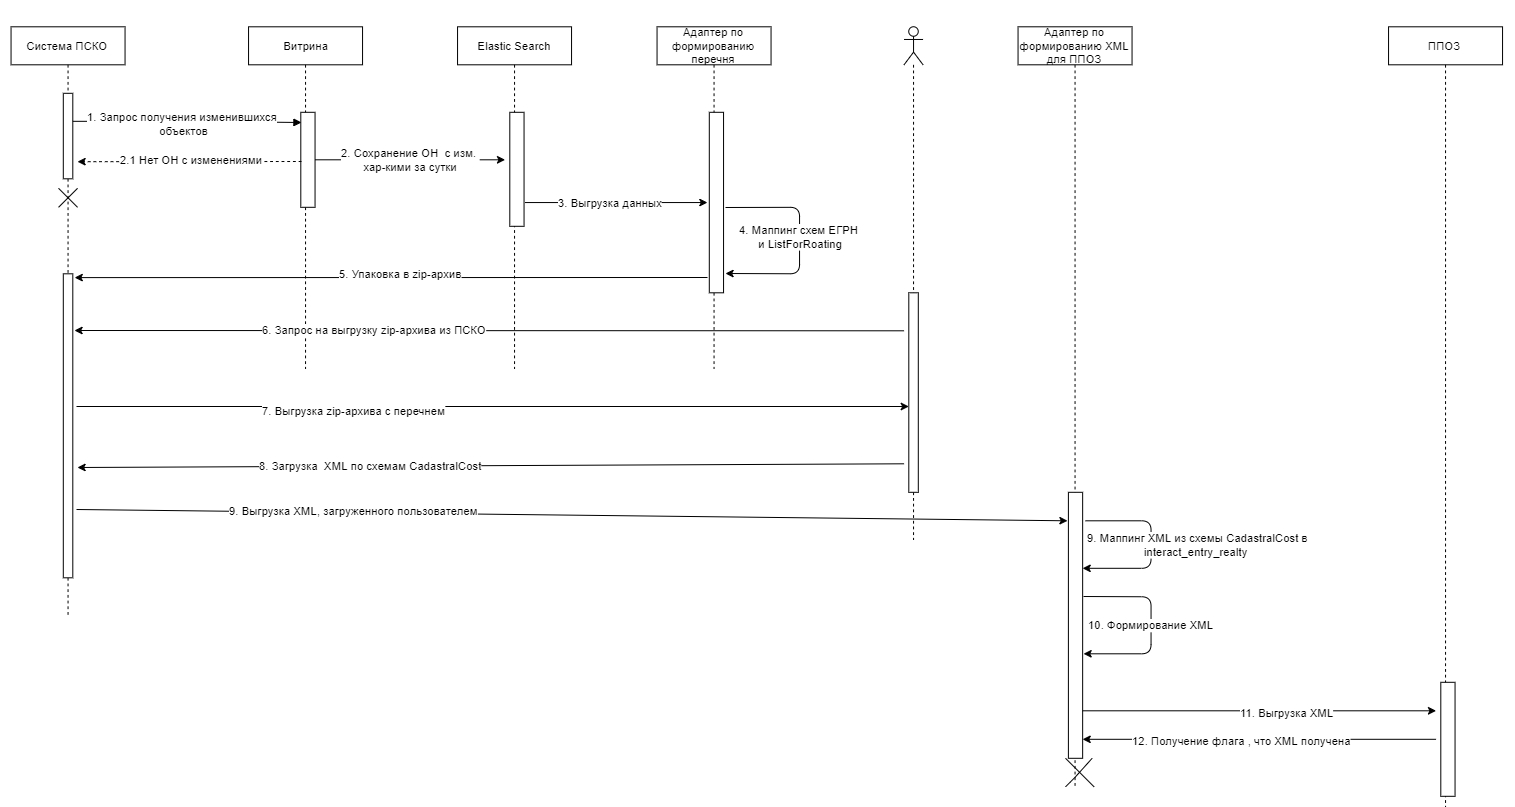 Система ПСКО
Витрина
Elastic Search
Адаптер по
формированию
перечня
Адаптер по
формированию XML
для ППОЗ
ППОЗ
1. Запрос получения изменившихся
объектов
2.1 Нет ОН с изменениями
2. Сохранение ОН с изм.
хар-кими за сутки
3. Выгрузка данных
4. Маппинг схем ЕГРН
и ListForRoating
5. Упаковка в zip-архив
6. Запрос на выгрузку zip-архива из ПСКО
7. Выгрузка zip-архива с перечнем
8. Загрузка XML по схемам CadastralCost
9. Выгрузка XML, загруженного пользователем
9. Маппинг XML из схемы CadastralCost в
interact_entry_realty
10. Формирование XML
11. Выгрузка XML
12. Получение флага , что XML получена